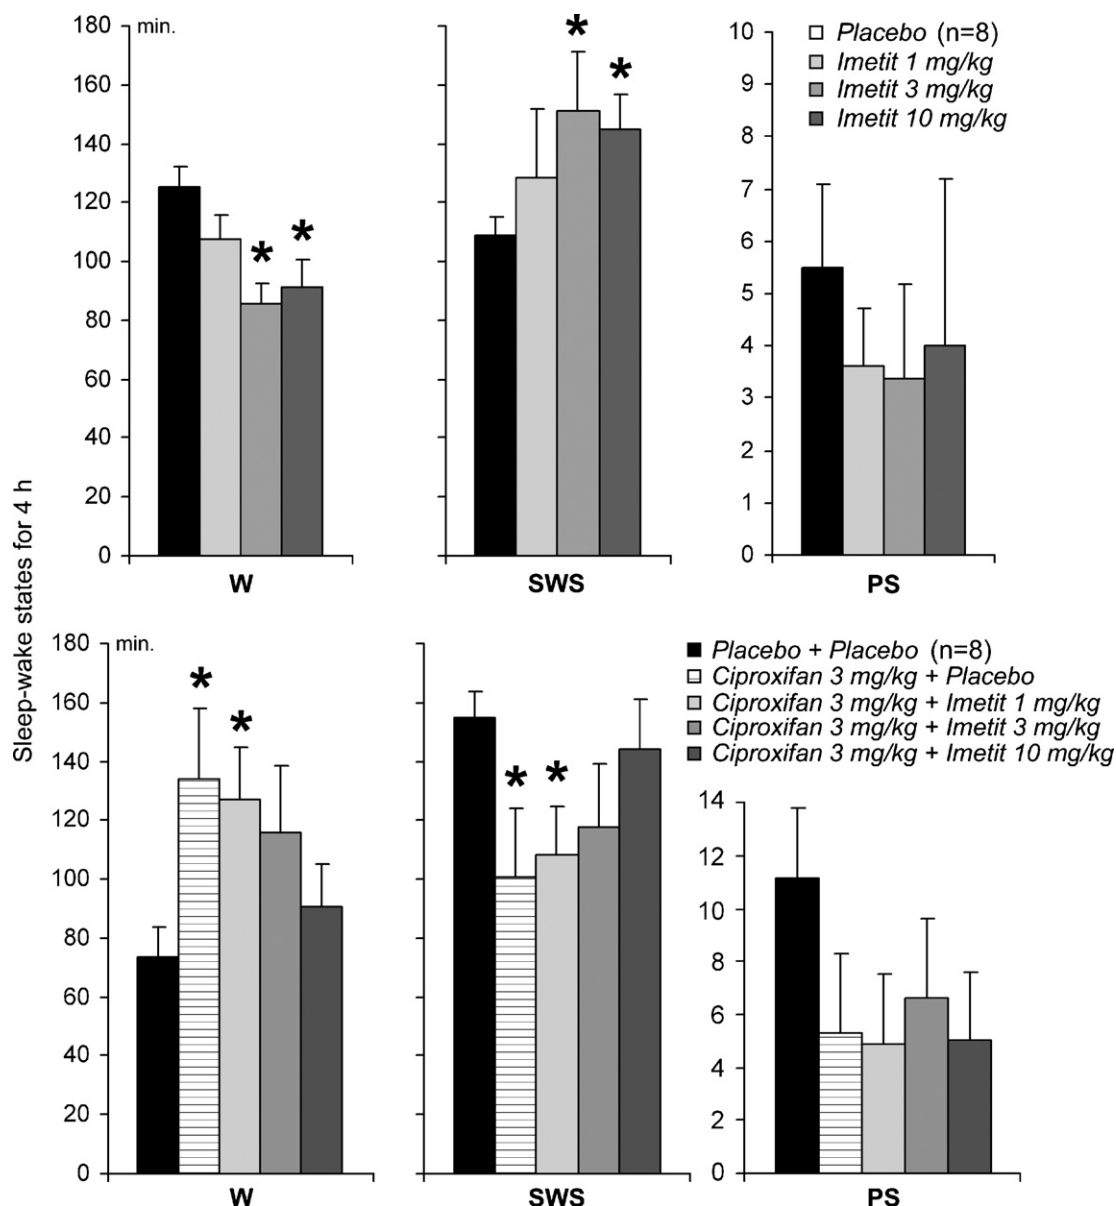 Sleep-wake states for 4 h
min.
180
160
140
120
100
80
60
40
20
0
* *
W
* *
SWS
10
9
8
7
6
5
4
3
2
1
0
PS
Placebo (n=8)
Imetit 1 mg/kg
Imetit 3 mg/kg
Imetit 10 mg/kg
min.
180
160
140
120
100
80
60
40
20
0
* *
W
* *
SWS
Placebo + Placebo (n=8)
Ciproxifan 3 mg/kg + Placebo
Ciproxifan 3 mg/kg + Imetit 1 mg/kg
Ciproxifan 3 mg/kg + Imetit 3 mg/kg
Ciproxifan 3 mg/kg + Imetit 10 mg/kg
14
12
10
8
6
4
2
0
PS